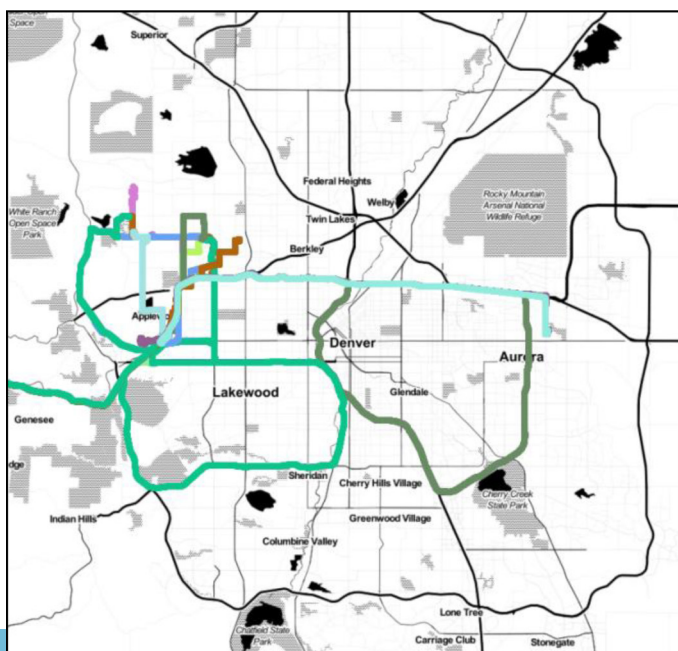 Space
Superior
Federal Heights
Welby
Rocky Mountain
Arsenal National
Wildlife Refuge
White Ranch
Open Space
Park
Twin Lakes
Berkley
Denver
Aurora
Lakewood
Glendale
Genesee
Sheridan
Cherry Hills Village
Cherry Creek
State Park
Indian Hills
Greenwood Village
Columbine Valley
Lone Tree
Chatfield State
Park
Carriage Club
Stonegate